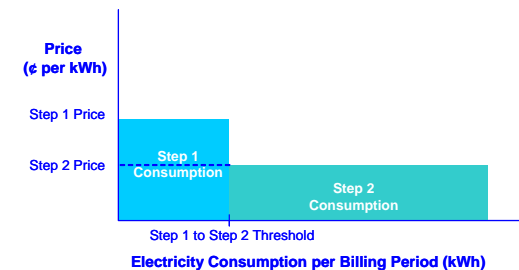 Price
(¢ per kWh)
Step 1 Price
Step 2 Price
Step 1
Consumption
Step 2
Consumption
Step 1 to Step 2 Threshold
Electricity Consumption per Billing Period (kWh)